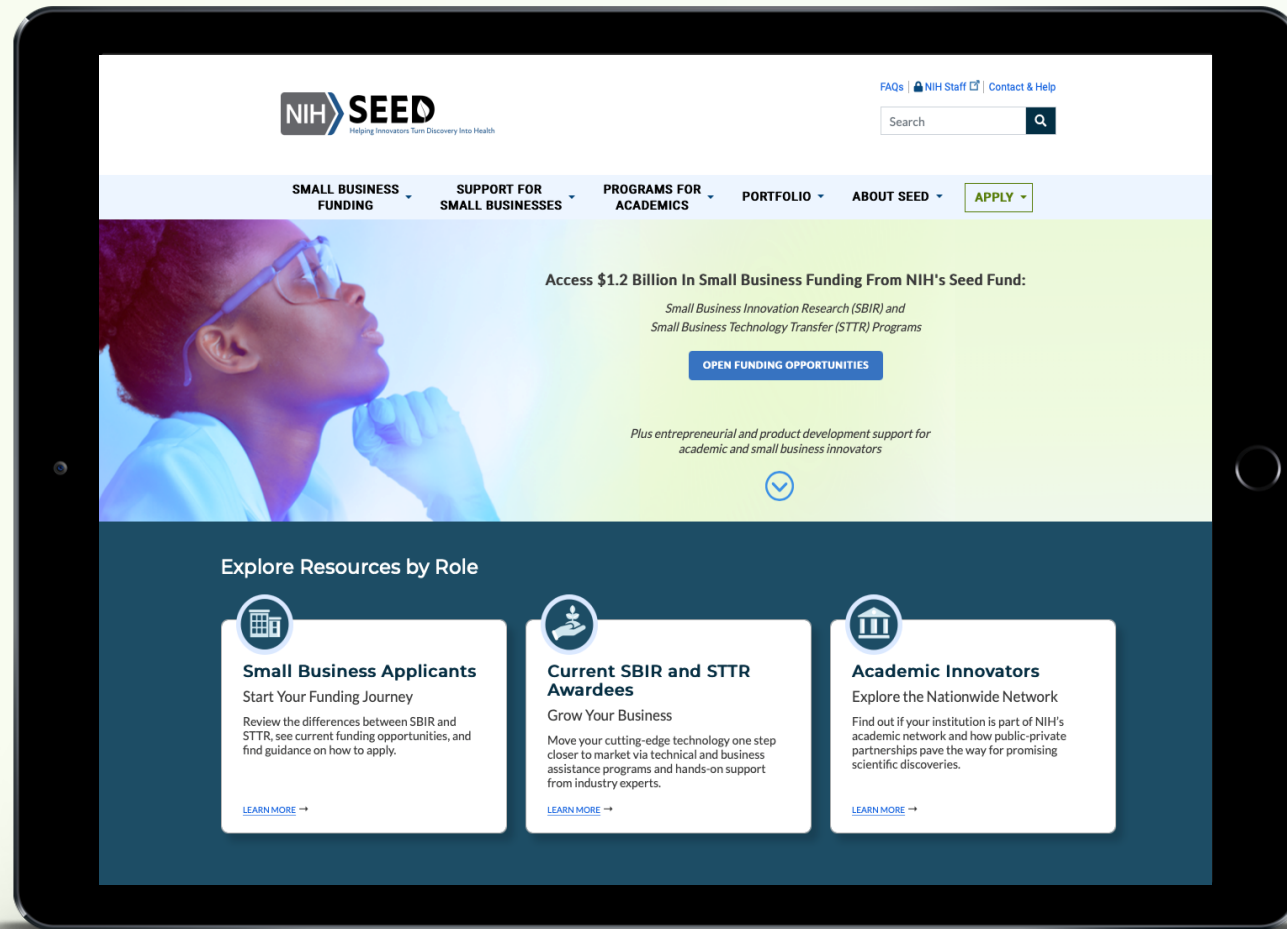 FAQs | NIH Staff | Contact & Help
NIH SEED
Helping Innovators Turn Discovery Into Health
Search
SMALL BUSINESS
FUNDING
SUPPORT FOR
SMALL BUSINESSES
PROGRAMS FOR
ACADEMICS
PORTFOLIO
ABOUT SEED
APPLY
Access $1.2 Billion In Small Business Funding From NIH's Seed Fund:
Small Business Innovation Research (SBIR) and
Small Business Technology Transfer (STTR) Programs
OPEN FUNDING OPPORTUNITIES
Plus entrepreneurial and product development support for
academic and small business innovators
Explore Resources by Role
Small Business Applicants
Start Your Funding Journey
Review the differences between SBIR and
STTR, see current funding opportunities, and
find guidance on how to apply.
LEARN MORE →
Current SBIR and STTR
Awardees
Grow Your Business
Move your cutting-edge technology one step
closer to market via technical and business
assistance programs and hands-on support
from industry experts.
LEARN MORE →
Academic Innovators
Explore the Nationwide Network
Find out if your institution is part of NIH's
academic network and how public-private
partnerships pave the way for promising
scientific discoveries.
LEARN MORE →